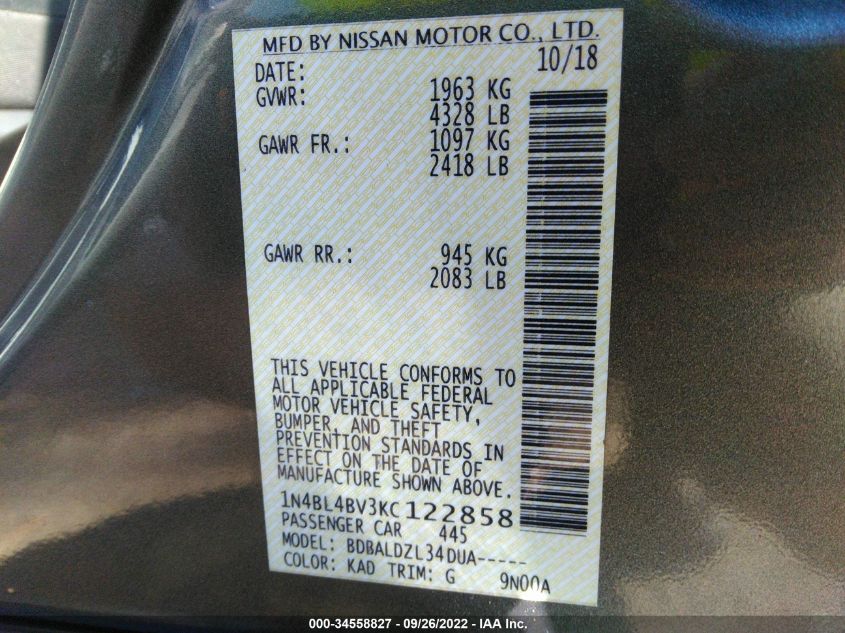 MFD BY NISSAN MOTOR CO., LTD.
DATE: 10/18
GVWR: 1963 KG
4328 LB
GAWR FR.: 1097 KG
2418 LB
GAWR RR.: 945 KG
2083 LB
THIS VEHICLE CONFORMS TO
ALL APPLICABLE FEDERAL
MOTOR VEHICLE SAFETY,
BUMPER, AND THEFT
PREVENTION STANDARDS IN
EFFECT ON THE DATE OF
MANUFACTURE SHOWN ABOVE.
1N4BL4BV3KC122858
PASSENGER CAR 445
MODEL: BDBALDZL34DUA-----
COLOR: KAD TRIM: G 9N00A
000-34558827 - 09/26/2022 - IAA Inc.